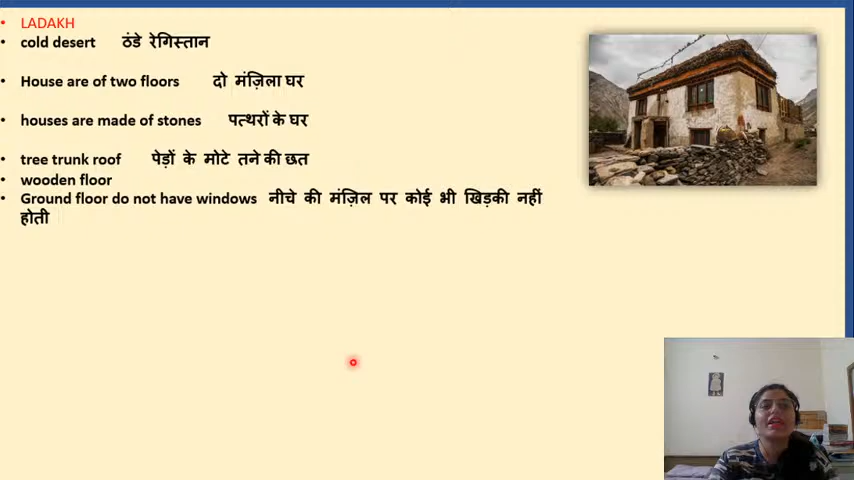 LADAKH
cold desert ठंडे रेगिस्तान
House are of two floors दो मंज़िला घर
houses are made of stones पत्थरों के घर
tree trunk roof पेड़ों के मोटे तने की छत
wooden floor
Ground floor do not have windows नीचे की मंज़िल पर कोई भी खिड़की नहीं
होती